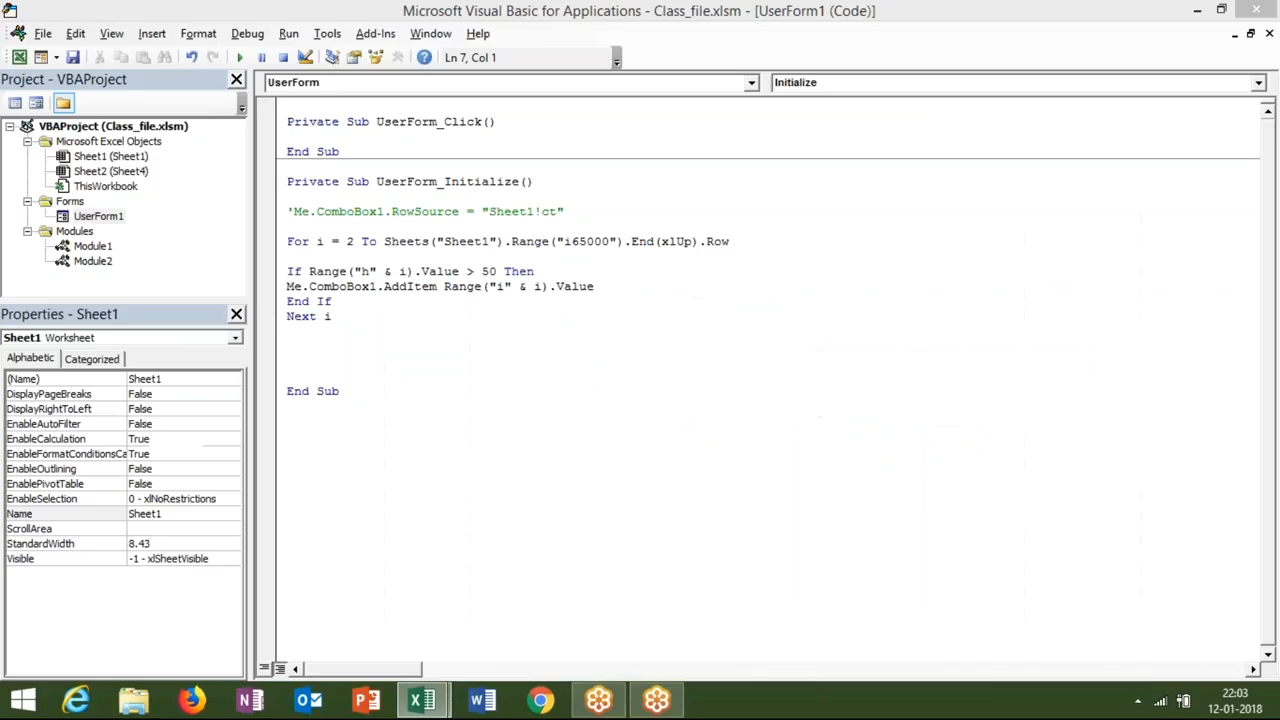 Microsoft Visual Basic for Applications - Class_file.xlsm - [UserForm1 (Code)]
File Edit View Insert Format Debug Run Tools Add-Ins Window Help
Ln 7, Col 1
Project - VBAProject
UserForm Initialize
VBAProject (Class_file.xlsm)
Microsoft Excel Objects
Sheet1 (Sheet1)
Sheet2 (Sheet4)
ThisWorkbook
Forms
UserForm1
Modules
Module1
Module2
Properties - Sheet1
Sheet1 Worksheet
Alphabetic Categorized
(Name) Sheet1
DisplayPageBreaks False
DisplayRightToLeft False
EnableAutoFilter False
EnableCalculation True
EnableFormatConditionsCa True
EnableOutlining False
EnablePivotTable False
EnableSelection 0 - xlNoRestrictions
Name Sheet1
ScrollArea
StandardWidth 8.43
Visible -1 - xlSheetVisible
Private Sub UserForm_Click()
End Sub
Private Sub UserForm_Initialize()
'Me.ComboBox1.RowSource = "Sheet1!ct"
For i = 2 To Sheets("Sheet1").Range("i65000").End(xlUp).Row
If Range("h" & i).Value > 50 Then
Me.ComboBox1.AddItem Range("i" & i).Value
End If
Next i
End Sub
22:03
12-01-2018